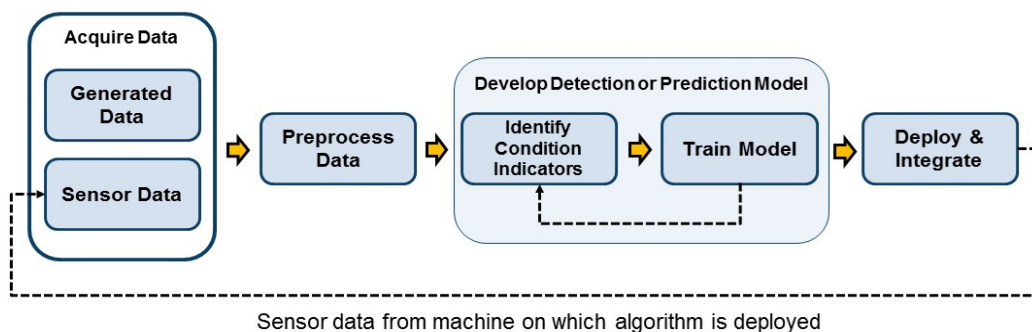 Acquire Data
Generated
Data
Sensor Data
Preprocess
Data
Develop Detection or Prediction Model
Identify
Condition
Indicators
Train Model
Deploy &
Integrate
Sensor data from machine on which algorithm is deployed